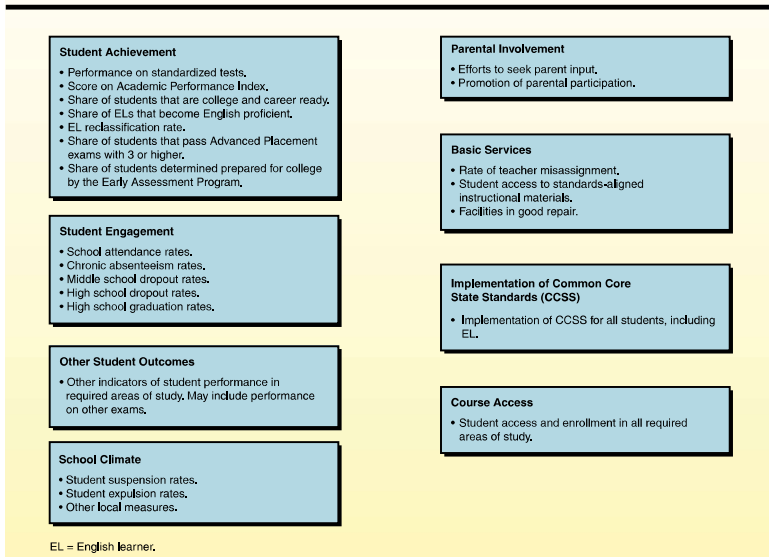 Student Achievement
• Performance on standardized tests.
• Score on Academic Performance Index.
• Share of students that are college and career ready.
• Share of ELs that become English proficient.
• EL reclassification rate.
• Share of students that pass Advanced Placement
exams with 3 or higher.
• Share of students determined prepared for college
by the Early Assessment Program.
Student Engagement
• School attendance rates.
• Chronic absenteeism rates.
• Middle school dropout rates.
• High school dropout rates.
• High school graduation rates.
Other Student Outcomes
• Other indicators of student performance in
required areas of study. May include performance
on other exams.
School Climate
• Student suspension rates.
• Student expulsion rates.
• Other local measures.
Parental Involvement
• Efforts to seek parent input.
• Promotion of parental participation.
Basic Services
• Rate of teacher misassignment.
• Student access to standards-aligned
instructional materials.
• Facilities in good repair.
Implementation of Common Core
State Standards (CCSS)
• Implementation of CCSS for all students, including
EL.
Course Access
• Student access and enrollment in all required
areas of study.
EL = English learner.